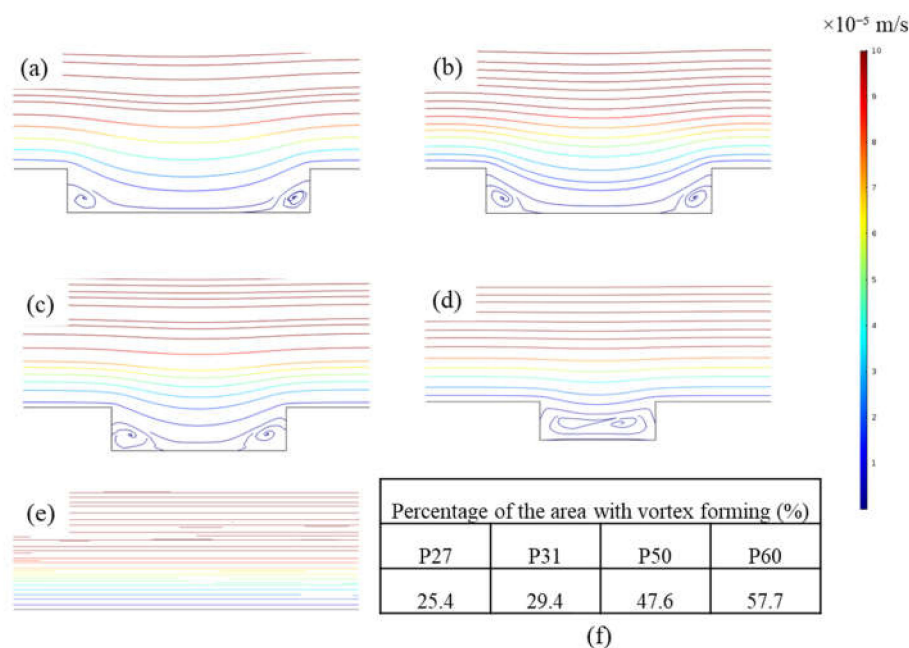 ×10⁻⁵ m/s
(a)
(b)
10
9
8
7
6
5
4
3
2
1
(c)
(d)
(e)
Percentage of the area with vortex forming (%)
P27 P31 P50 P60
25.4 29.4 47.6 57.7
(f)